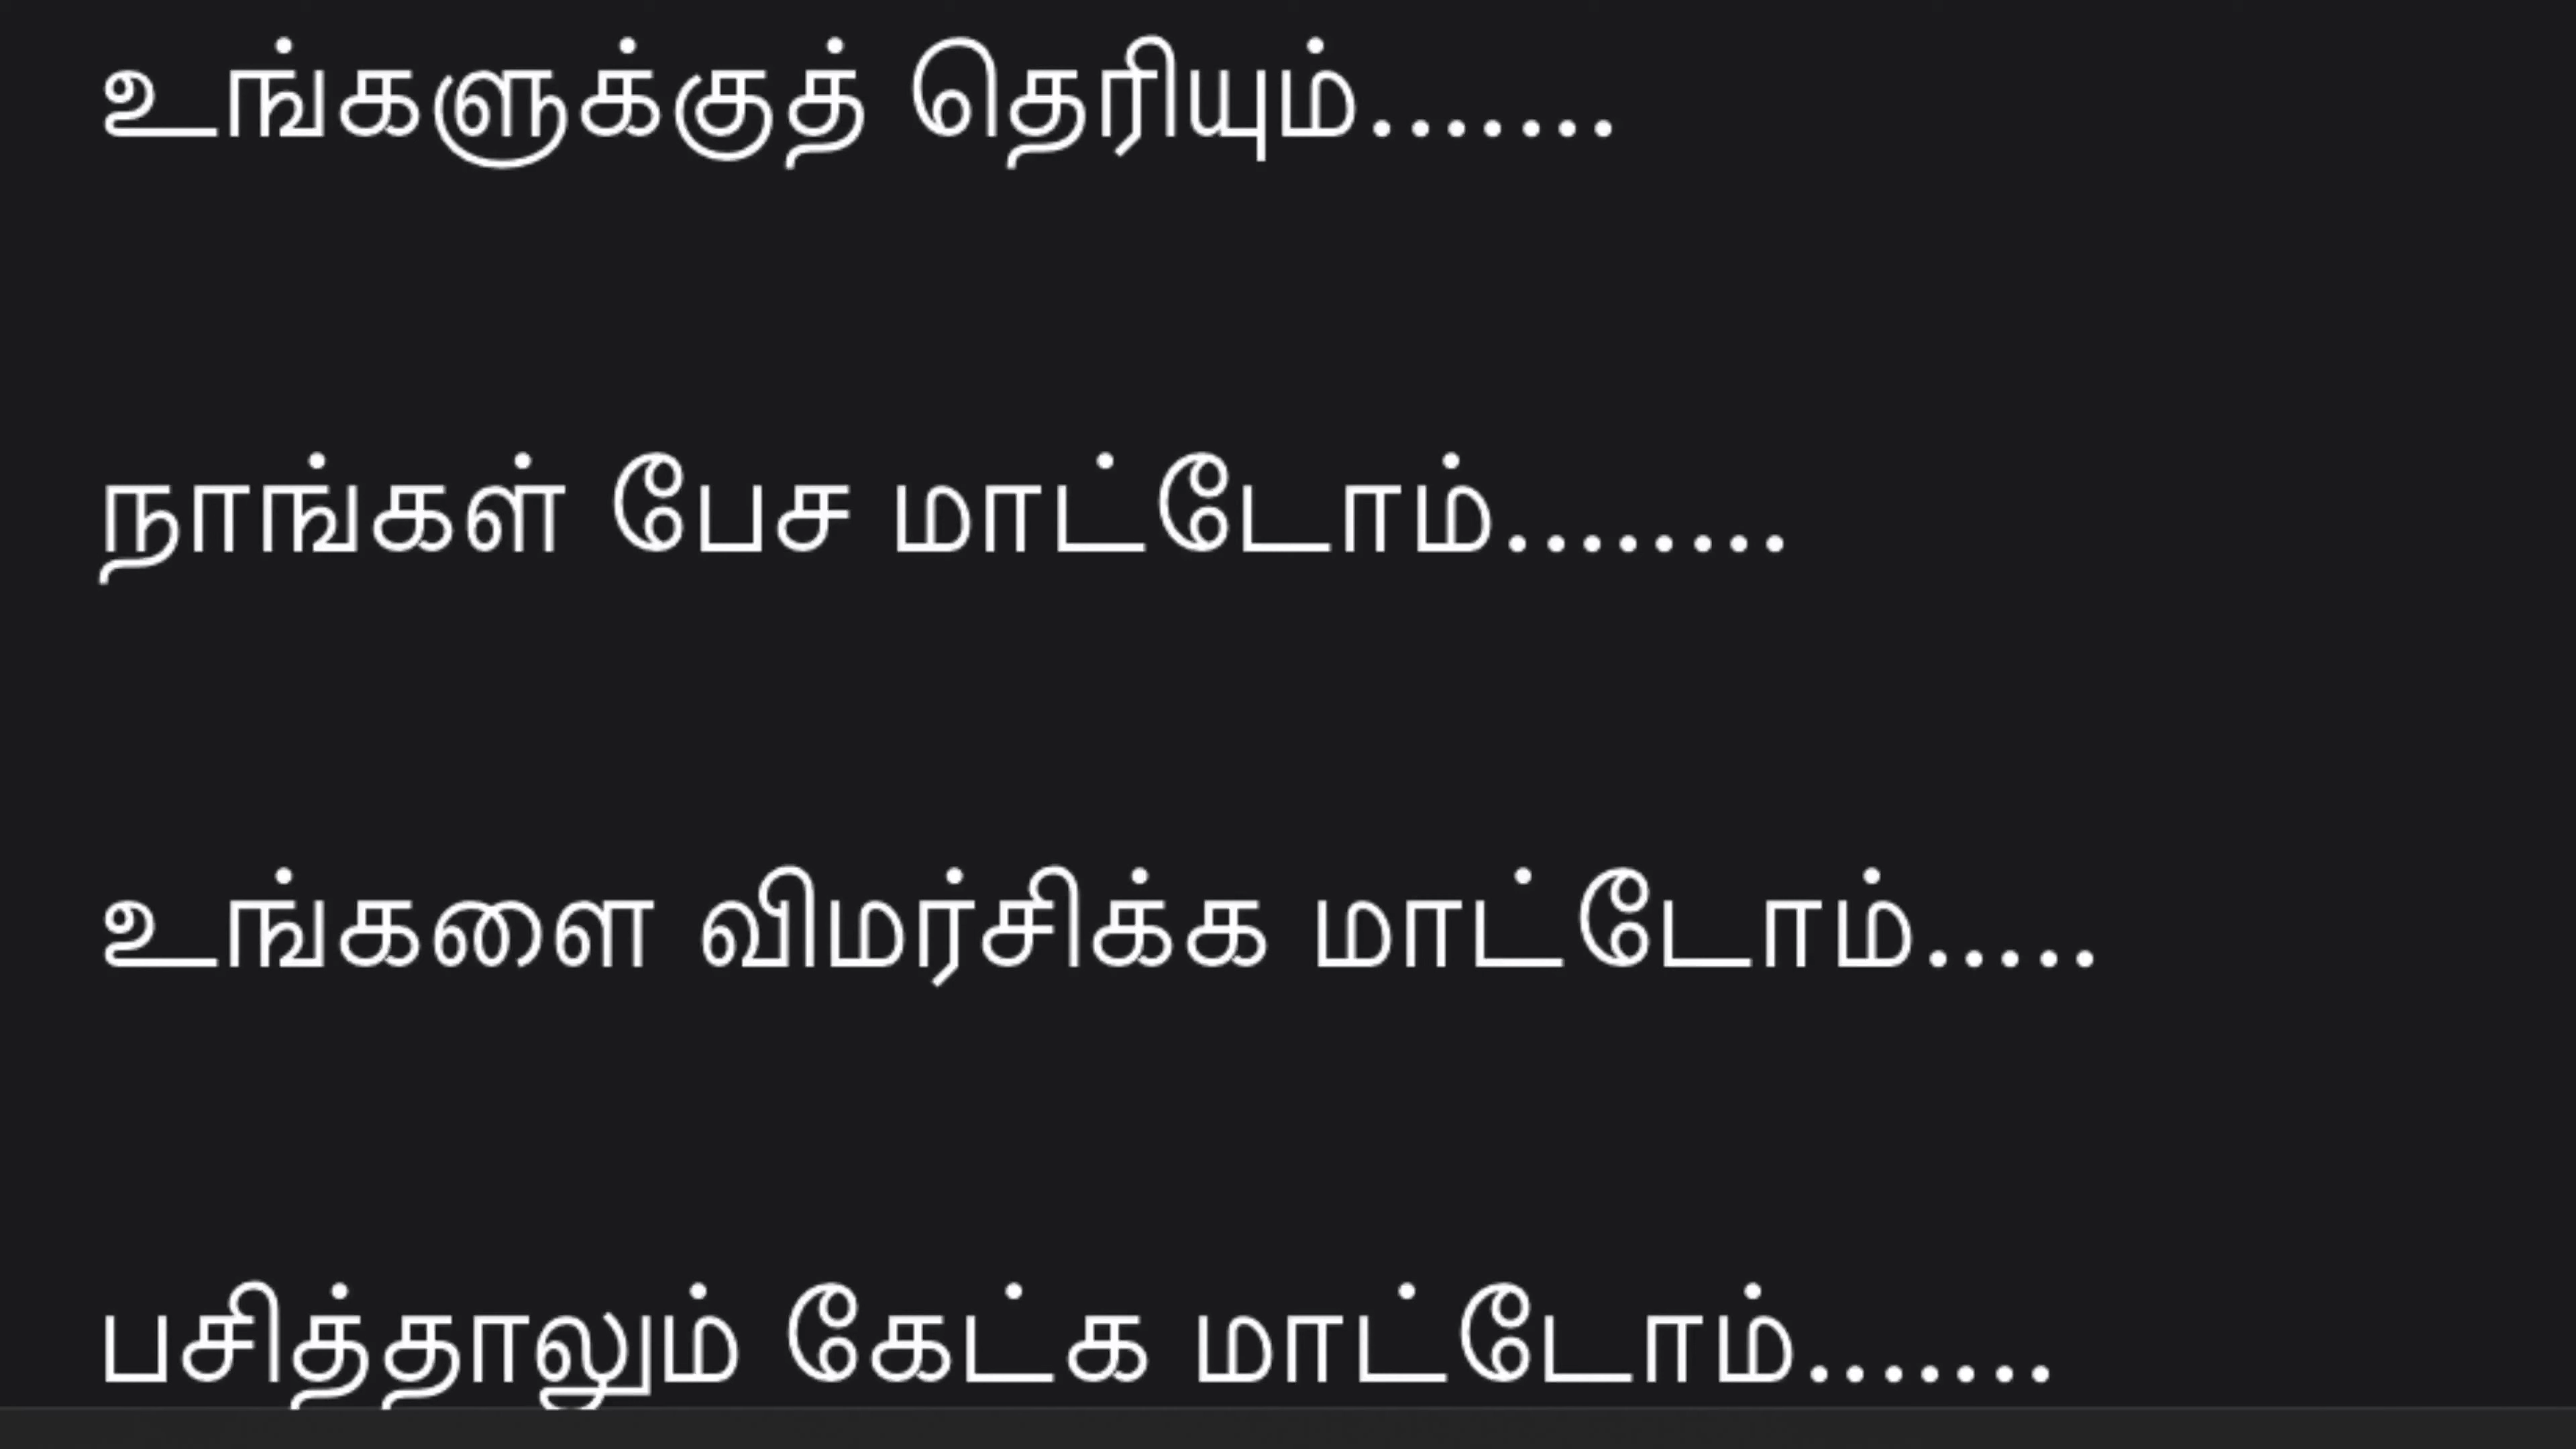 உங்களுக்குத் தெரியும்.......
நாங்கள் பேச மாட்டோம்........
உங்களை விமர்சிக்க மாட்டோம்.....
பசித்தாலும் கேட்க மாட்டோம்.......